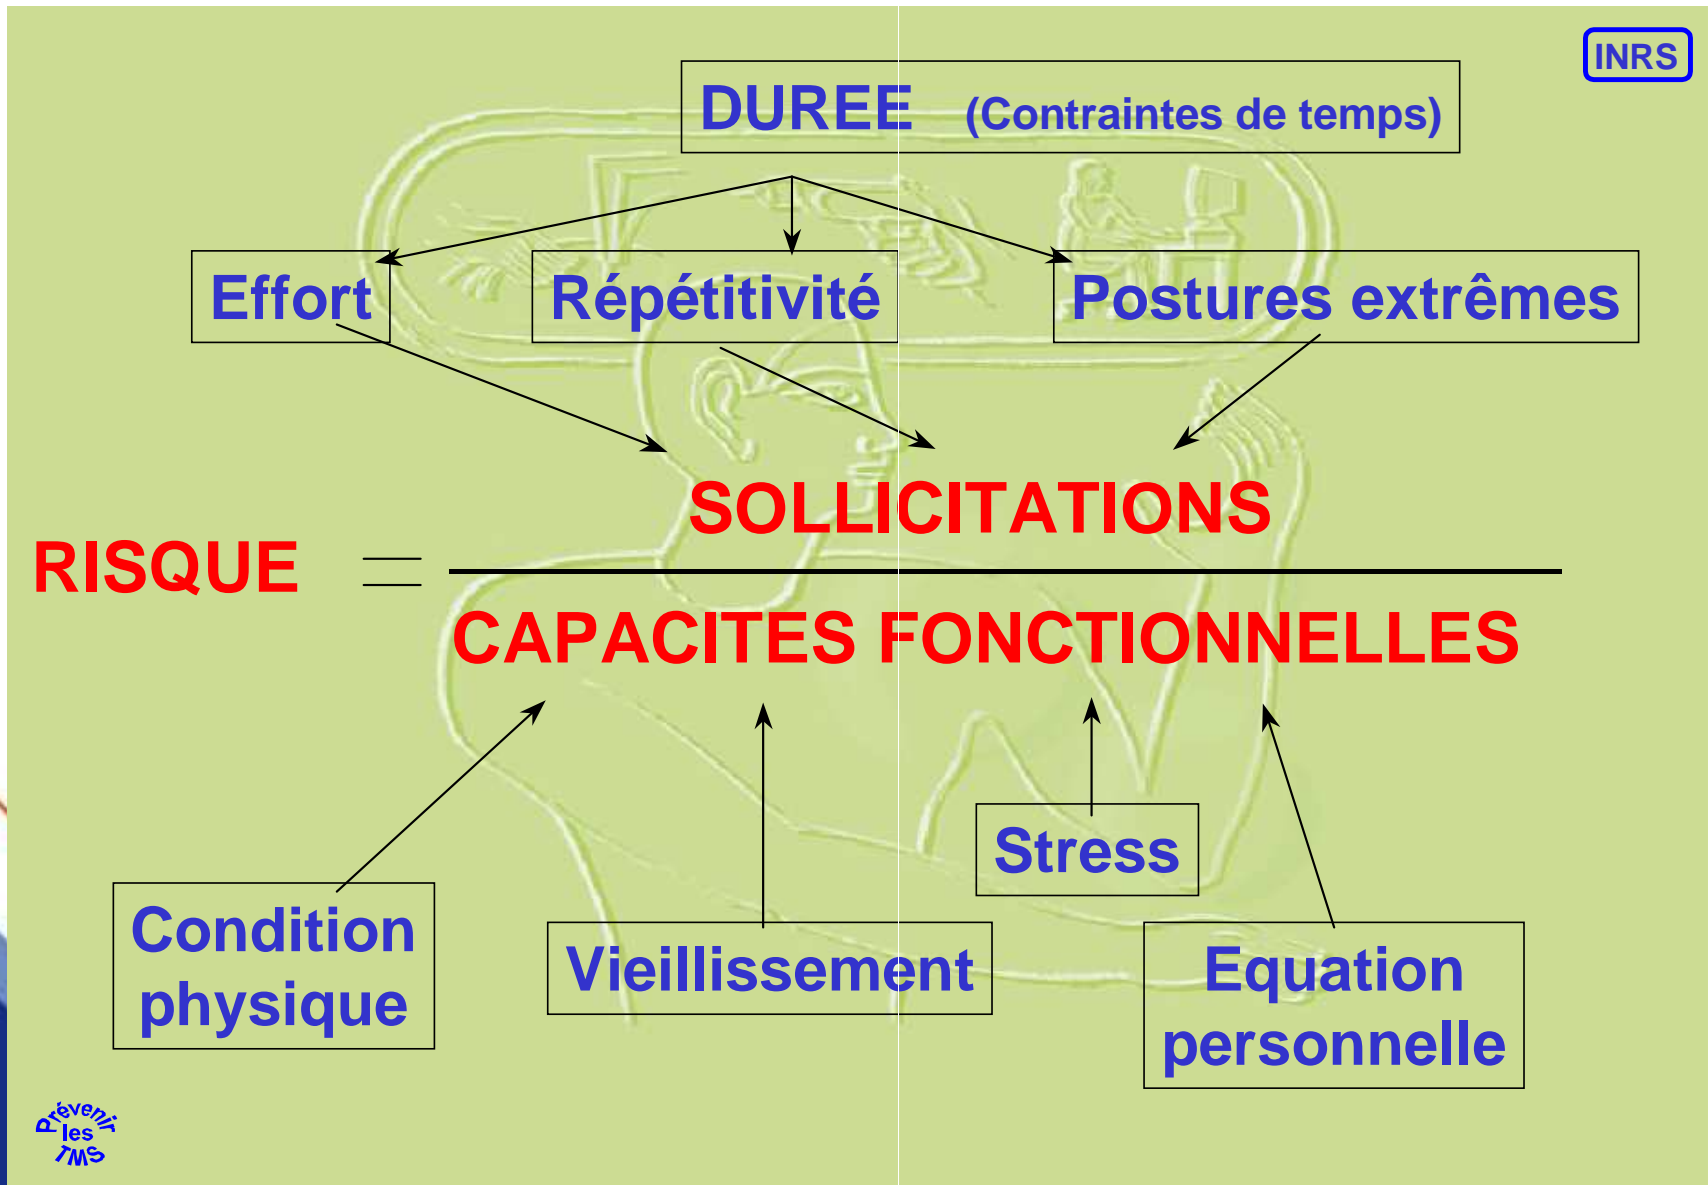 INRS
DUREE (Contraintes de temps)
Effort
Répétitivité
Postures extrêmes
SOLLICITATIONS
RISQUE =
CAPACITES FONCTIONNELLES
Stress
Condition
physique
Vieillissement
Equation
personnelle
Prévenir
les
TMS